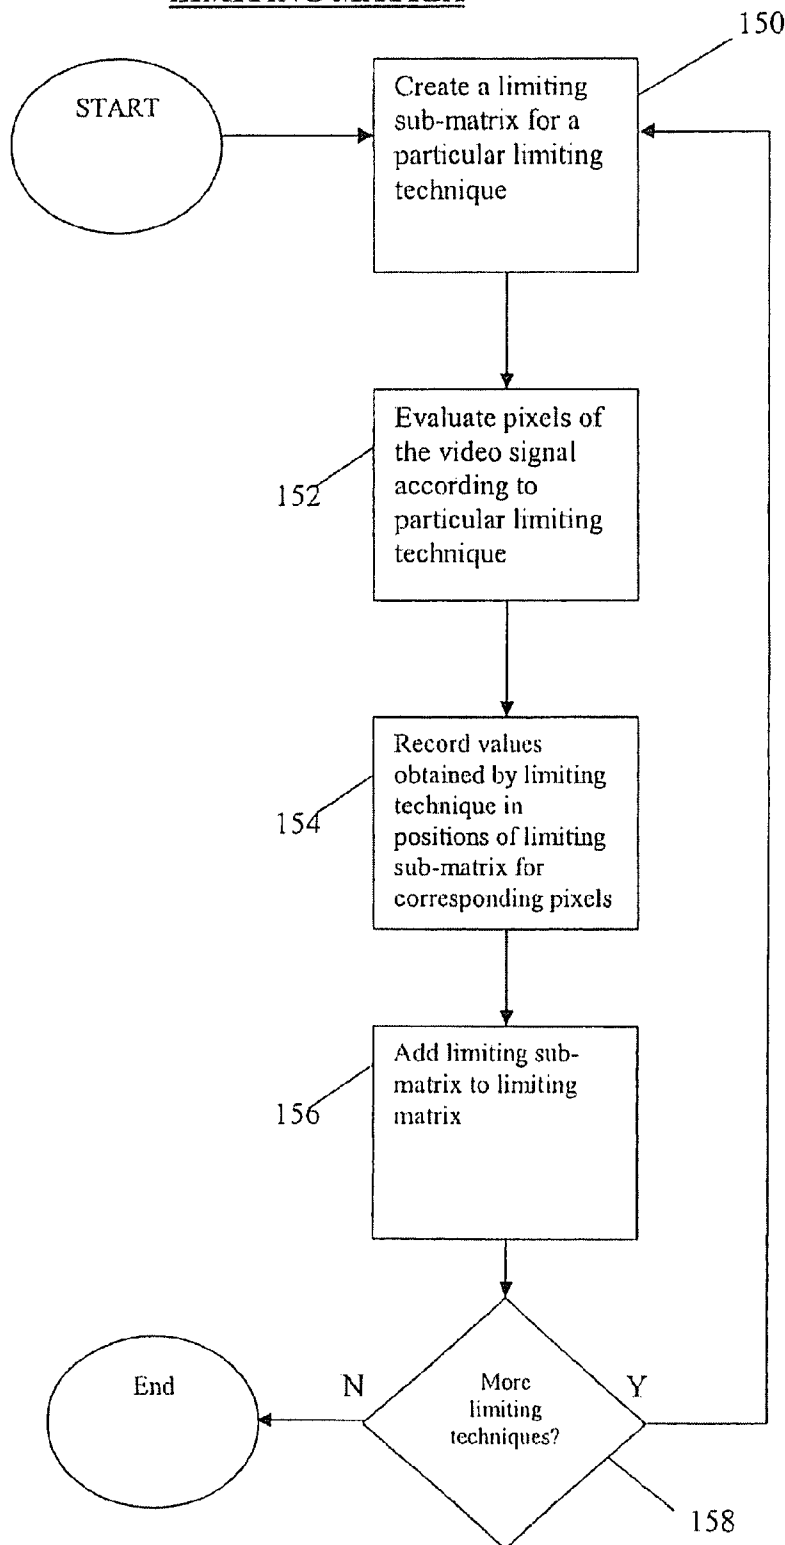 LIMITING MATRIX
150
START
Create a limiting
sub-matrix for a
particular limiting
technique
Evaluate pixels of
the video signal
according to
particular limiting
technique
152
Record values
obtained by limiting
technique in
positions of limiting
sub-matrix for
corresponding pixels
154
Add limiting sub-
matrix to limiting
matrix
156
End
N
More
limiting
techniques?
Y
158